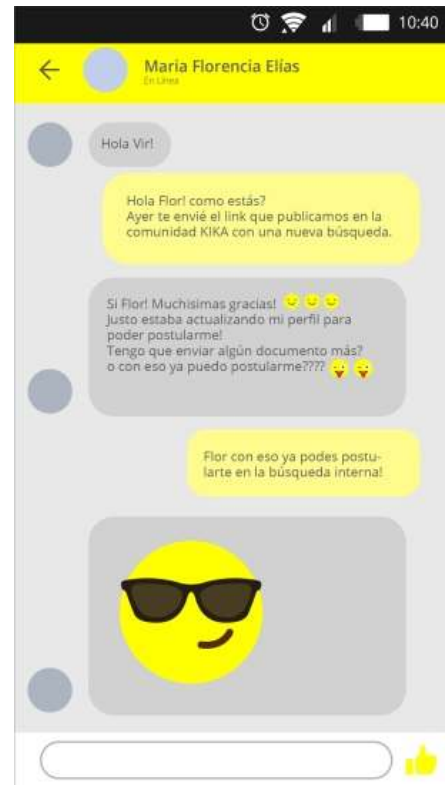 10:40
María Florencia Elías
En Línea
Hola Vir!
Hola Flor! como estás?
Ayer te envié el link que publicamos en la
comunidad KIKA con una nueva búsqueda.
Si Flor! Muchisimas gracias!
Justo estaba actualizando mi perfil para
poder postularme!
Tengo que enviar algún documento más?
o con eso ya puedo postularme????
Flor con eso ya podes postu-
larte en la búsqueda interna!